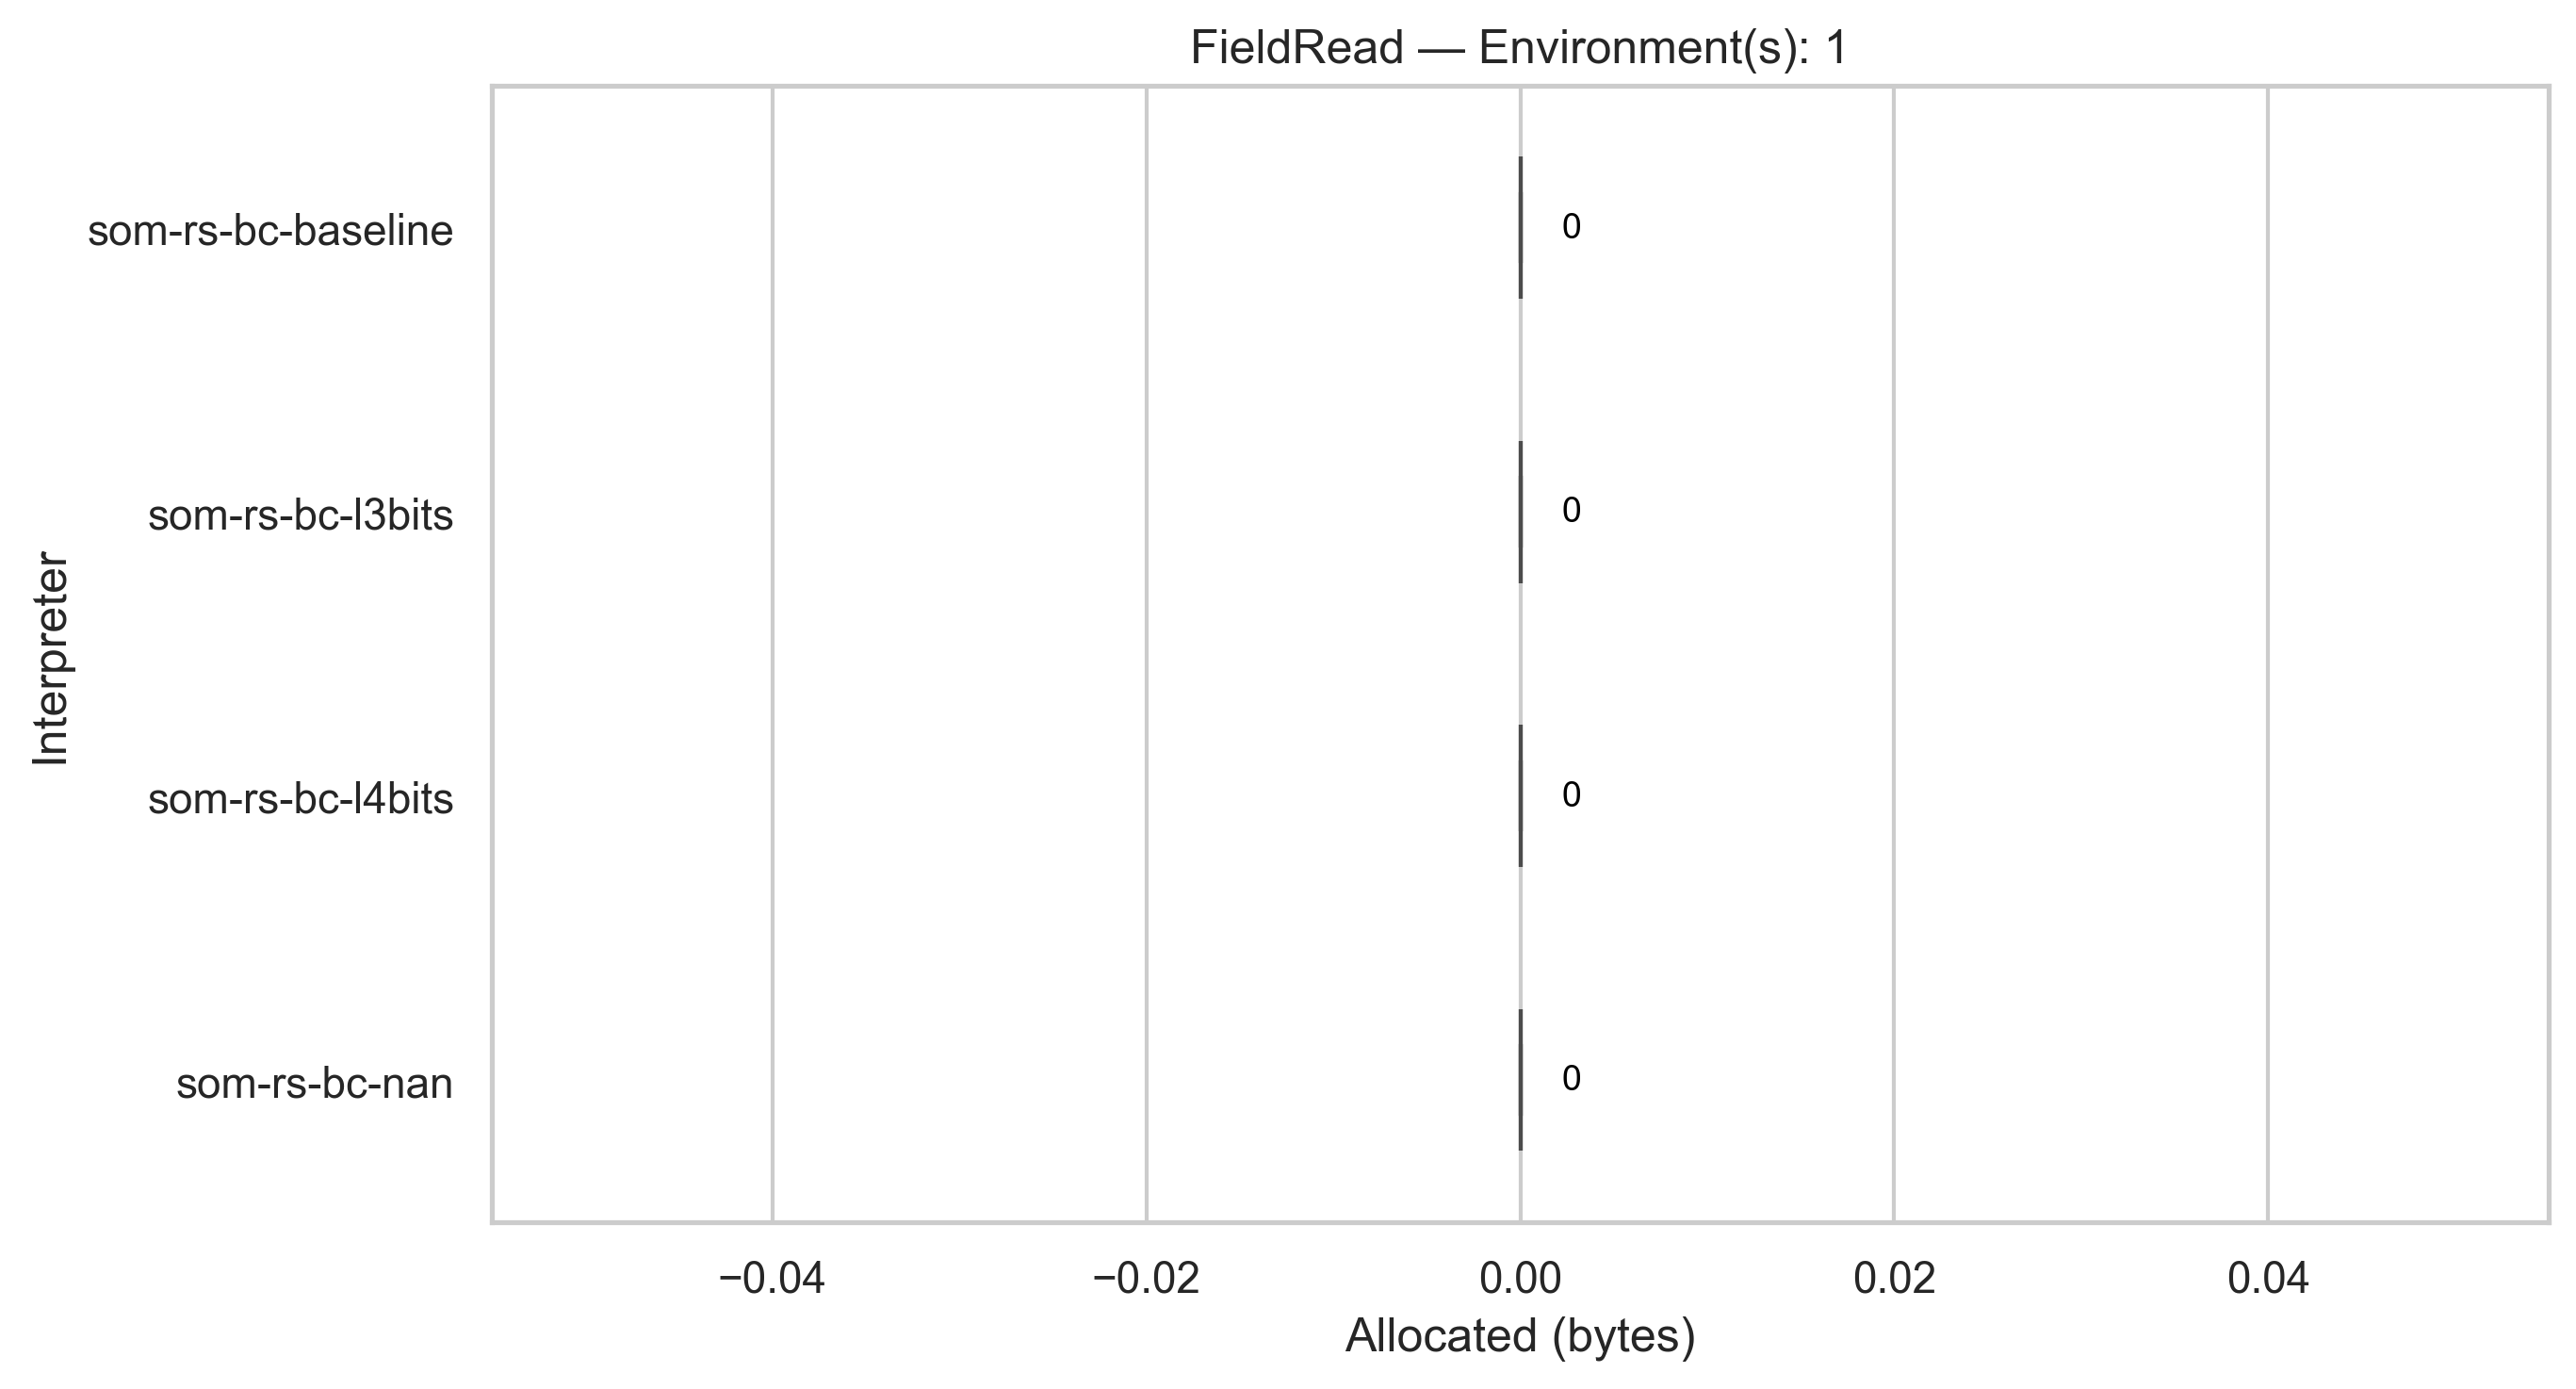 FieldRead — Environment(s): 1
som-rs-bc-baseline
0
som-rs-bc-l3bits
0
som-rs-bc-l4bits
0
som-rs-bc-nan
0
Interpreter
−0.04
−0.02
0.00
0.02
0.04
Allocated (bytes)